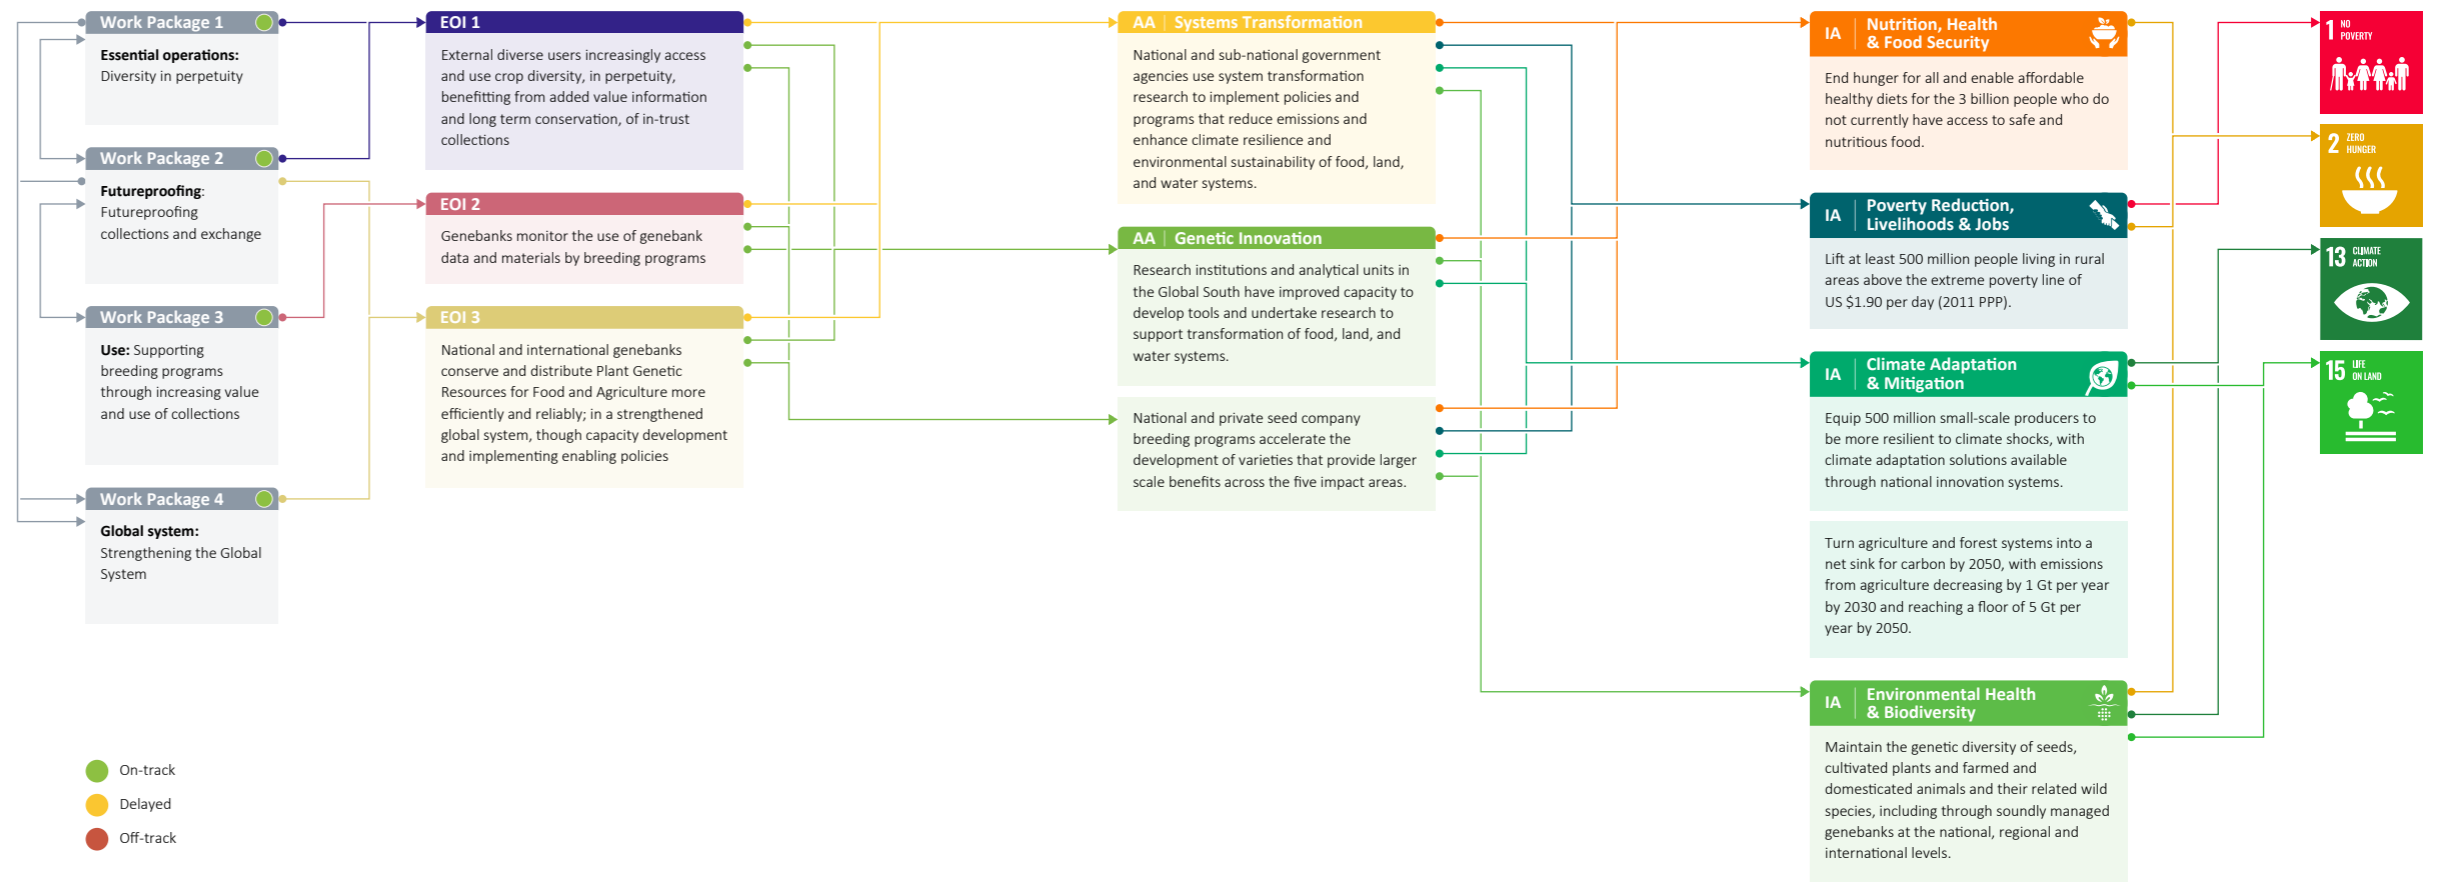 Work Package 1
Essential operations:
Diversity in perpetuity
Work Package 2
Futureproofing:
Futureproofing
collections and exchange
Work Package 3
Use: Supporting
breeding programs
through increasing value
and use of collections
Work Package 4
Global system:
Strengthening the Global
System
On-track
Delayed
Off-track
EOI 1
External diverse users increasingly access
and use crop diversity, in perpetuity,
benefitting from added value information
and long term conservation, of in-trust
collections
EOI 2
Genebanks monitor the use of genebank
data and materials by breeding programs
EOI 3
National and international genebanks
conserve and distribute Plant Genetic
Resources for Food and Agriculture more
efficiently and reliably; in a strengthened
global system, though capacity development
and implementing enabling policies
AA | Systems Transformation
National and sub-national government
agencies use system transformation
research to implement policies and
programs that reduce emissions and
enhance climate resilience and
environmental sustainability of food, land,
and water systems.
AA | Genetic Innovation
Research institutions and analytical units in
the Global South have improved capacity to
develop tools and undertake research to
support transformation of food, land, and
water systems.
National and private seed company
breeding programs accelerate the
development of varieties that provide larger
scale benefits across the five impact areas.
IA
Nutrition, Health
& Food Security
End hunger for all and enable affordable
healthy diets for the 3 billion people who do
not currently have access to safe and
nutritious food.
IA
Poverty Reduction,
Livelihoods & Jobs
Lift at least 500 million people living in rural
areas above the extreme poverty line of
US $1.90 per day (2011 PPP).
IA
Climate Adaptation
& Mitigation
Equip 500 million small-scale producers to
be more resilient to climate shocks, with
climate adaptation solutions available
through national innovation systems.
Turn agriculture and forest systems into a
net sink for carbon by 2050, with emissions
from agriculture decreasing by 1 Gt per year
by 2030 and reaching a floor of 5 Gt per
year by 2050.
IA
Environmental Health
& Biodiversity
Maintain the genetic diversity of seeds,
cultivated plants and farmed and
domesticated animals and their related wild
species, including through soundly managed
genebanks at the national, regional and
international levels.
1 NO
POVERTY
2 ZERO
HUNGER
13 CLIMATE
ACTION
15 LIFE
ON LAND